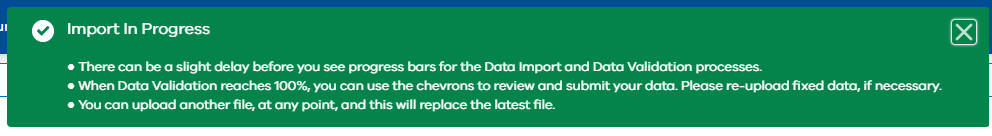 Import In Progress
● There can be a slight delay before you see progress bars for the Data Import and Data Validation processes.
● When Data Validation reaches 100%, you can use the chevrons to review and submit your data. Please re-upload fixed data, if necessary.
● You can upload another file, at any point, and this will replace the latest file.